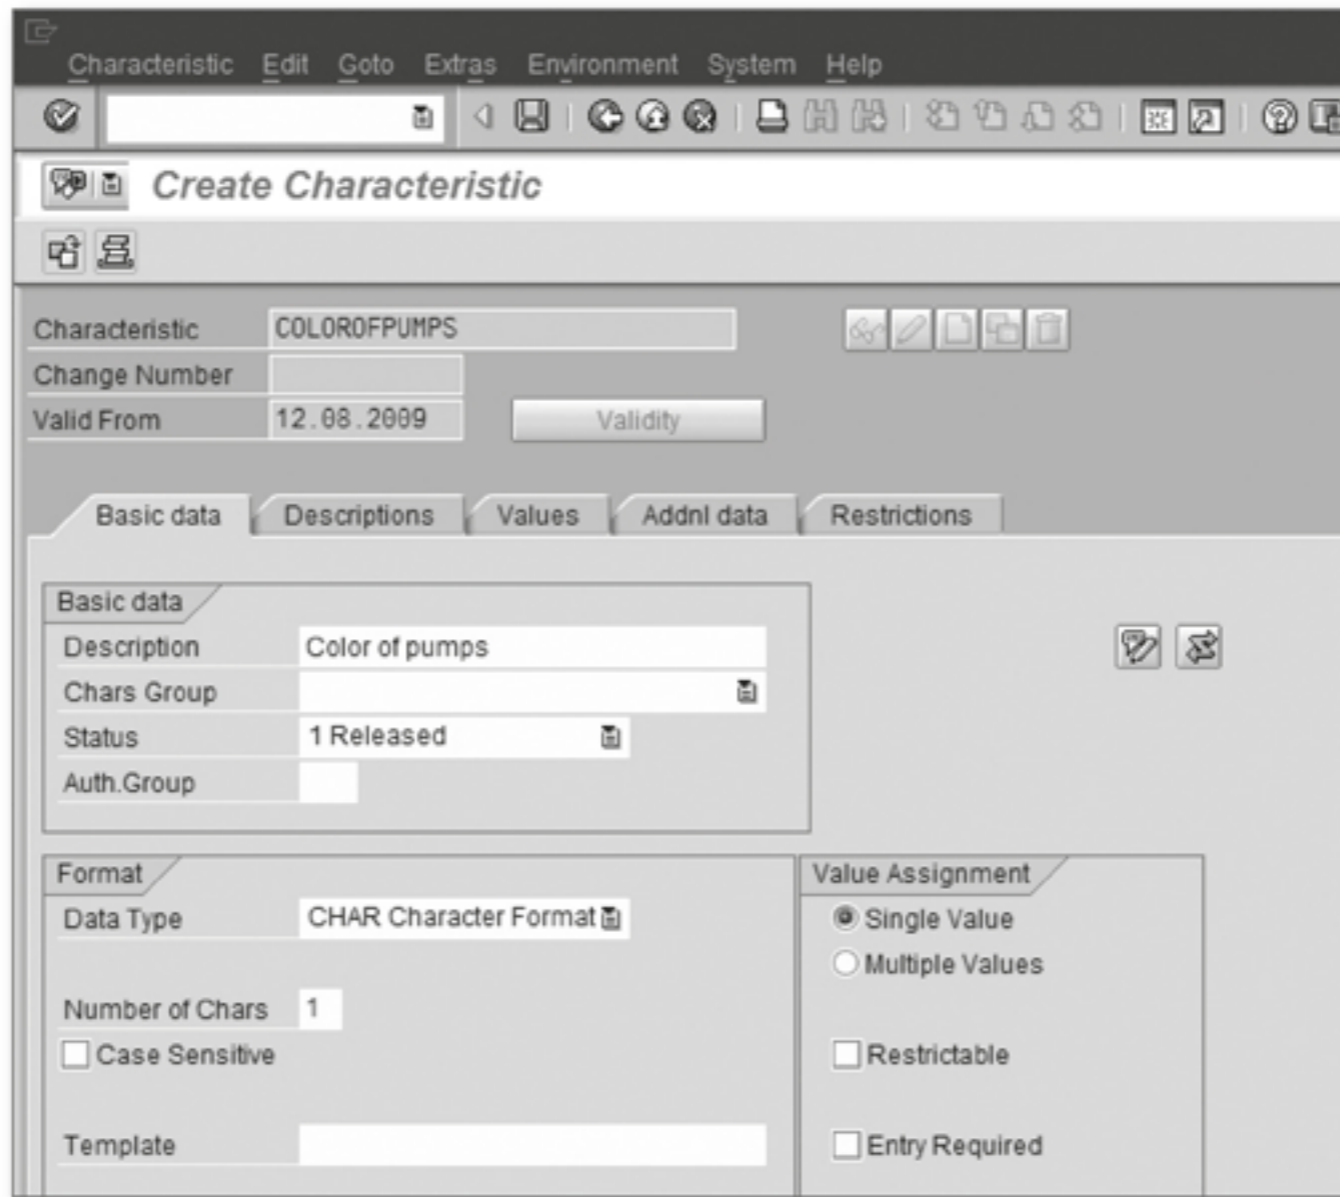 Characteristic Edit Goto Extras Environment System Help
Create Characteristic
Characteristic COLOROFPUMPS
Change Number
Valid From 12.08.2009 Validity
Basic data Descriptions Values Addnl data Restrictions
Basic data
Description Color of pumps
Chars Group
Status 1 Released
Auth.Group
Format Value Assignment
Data Type CHAR Character Format Single Value
Multiple Values
Number of Chars 1
Case Sensitive Restrictable
Template Entry Required